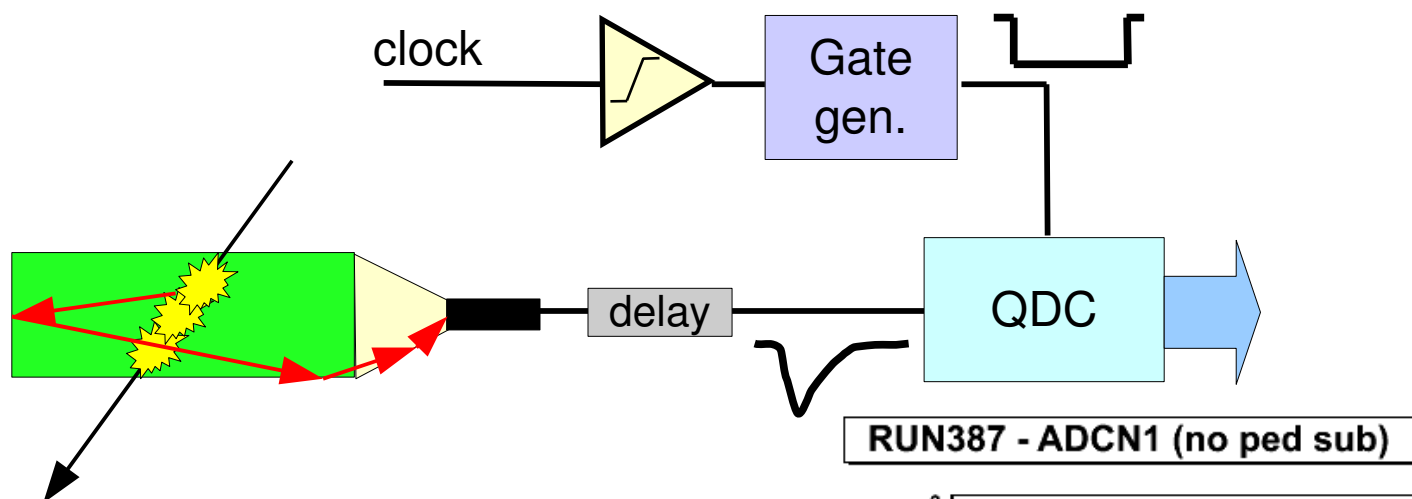 clock
Gate
gen.
delay
QDC
RUN387 - ADCN1 (no ped sub)